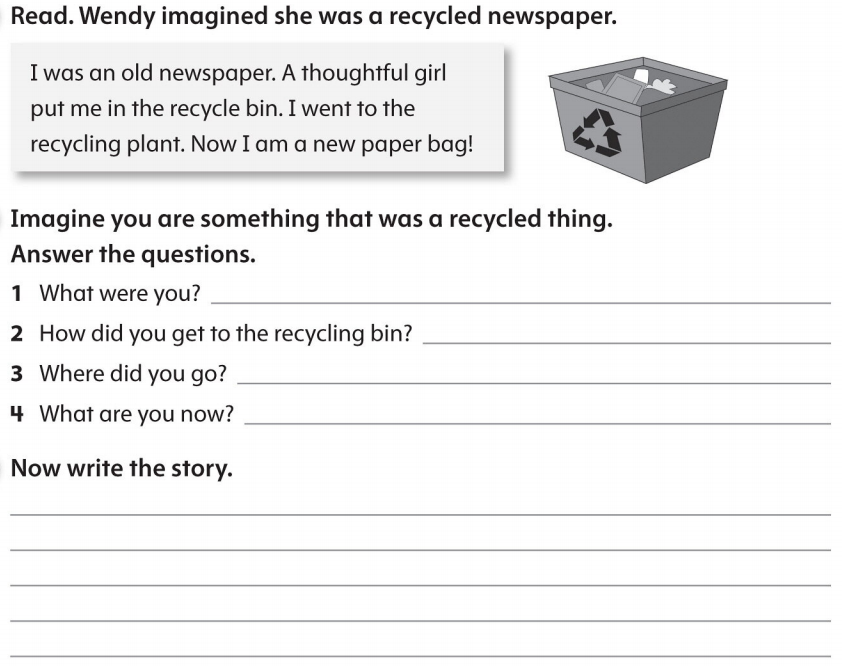 Read. Wendy imagined she was a recycled newspaper.
I was an old newspaper. A thoughtful girl
put me in the recycle bin. I went to the
recycling plant. Now I am a new paper bag!
Imagine you are something that was a recycled thing.
Answer the questions.
1 What were you?
2 How did you get to the recycling bin?
3 Where did you go?
4 What are you now?
Now write the story.